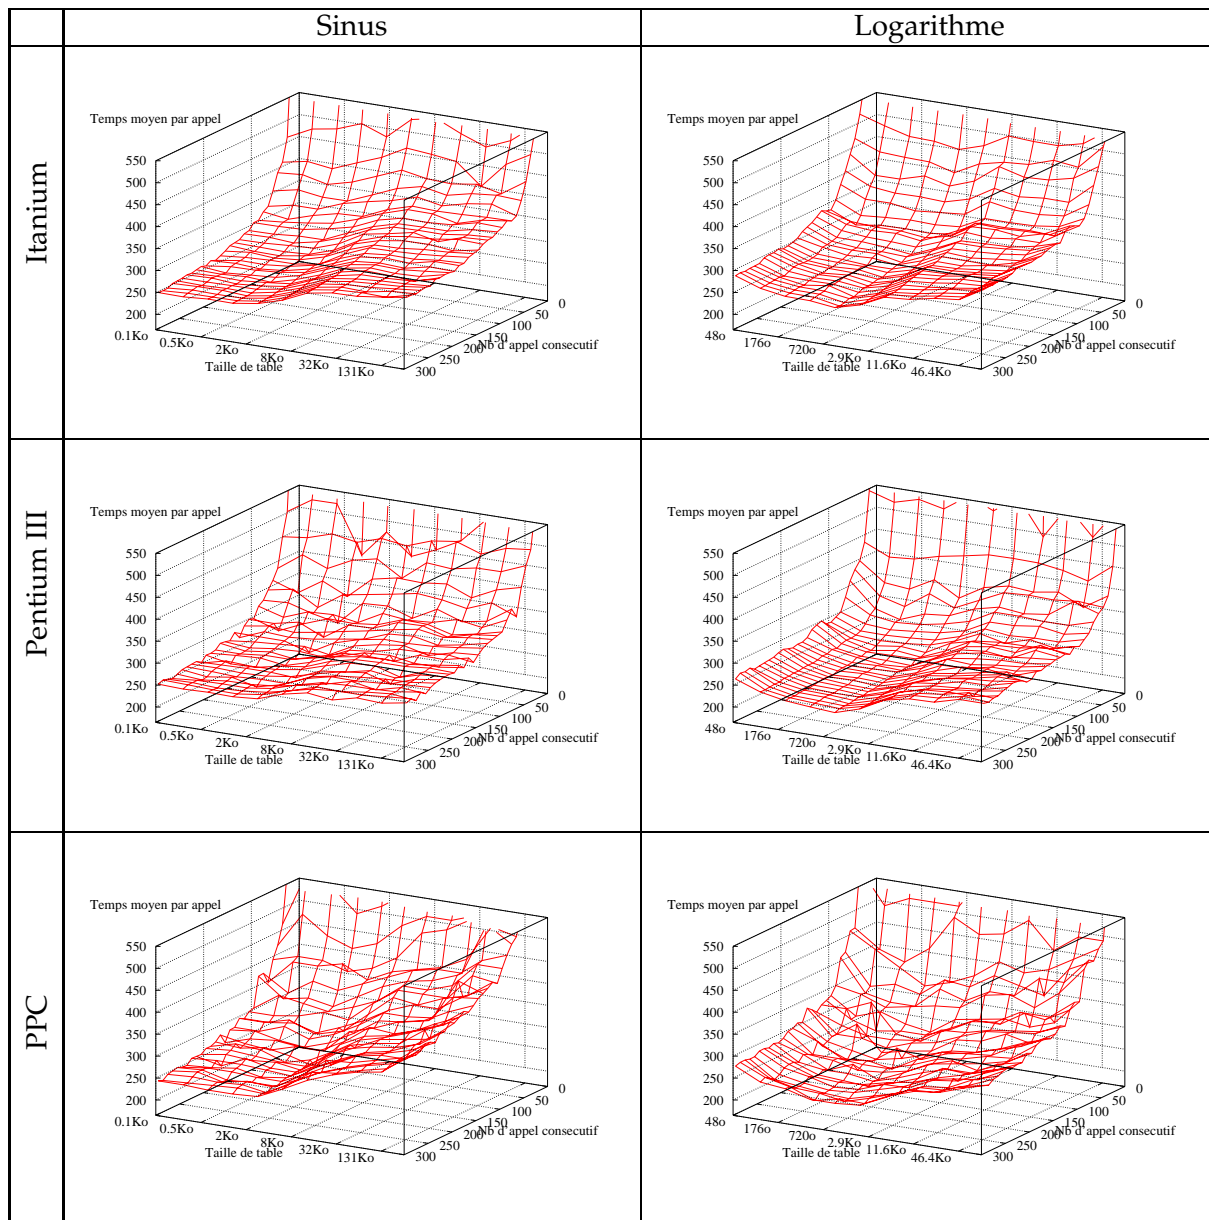 Sinus Logarithme
Itanium
Temps moyen par appel
550
500
450
400
350
300
250
200
0.1Ko
0.5Ko
2Ko
8Ko
32Ko
131Ko
Taille de table
300
250
200
150
100
50
0
Nb d'appel consecutif
Temps moyen par appel
550
500
450
400
350
300
250
200
48o
176o
720o
2.9Ko
11.6Ko
46.4Ko
Taille de table
300
250
200
150
100
50
0
Nb d'appel consecutif
Pentium III
Temps moyen par appel
550
500
450
400
350
300
250
200
0.1Ko
0.5Ko
2Ko
8Ko
32Ko
131Ko
Taille de table
300
250
200
150
100
50
0
Nb d'appel consecutif
Temps moyen par appel
550
500
450
400
350
300
250
200
48o
176o
720o
2.9Ko
11.6Ko
46.4Ko
Taille de table
300
250
200
150
100
50
0
Nb d'appel consecutif
PPC
Temps moyen par appel
550
500
450
400
350
300
250
200
0.1Ko
0.5Ko
2Ko
8Ko
32Ko
131Ko
Taille de table
300
250
200
150
100
50
0
Nb d'appel consecutif
Temps moyen par appel
550
500
450
400
350
300
250
200
48o
176o
720o
2.9Ko
11.6Ko
46.4Ko
Taille de table
300
250
200
150
100
50
0
Nb d'appel consecutif